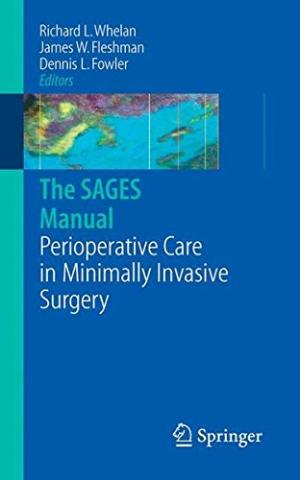 Richard L. Whelan
James W. Fleshman
Dennis L. Fowler
Editors
The SAGES
Manual
Perioperative Care
in Minimally Invasive
Surgery
Springer